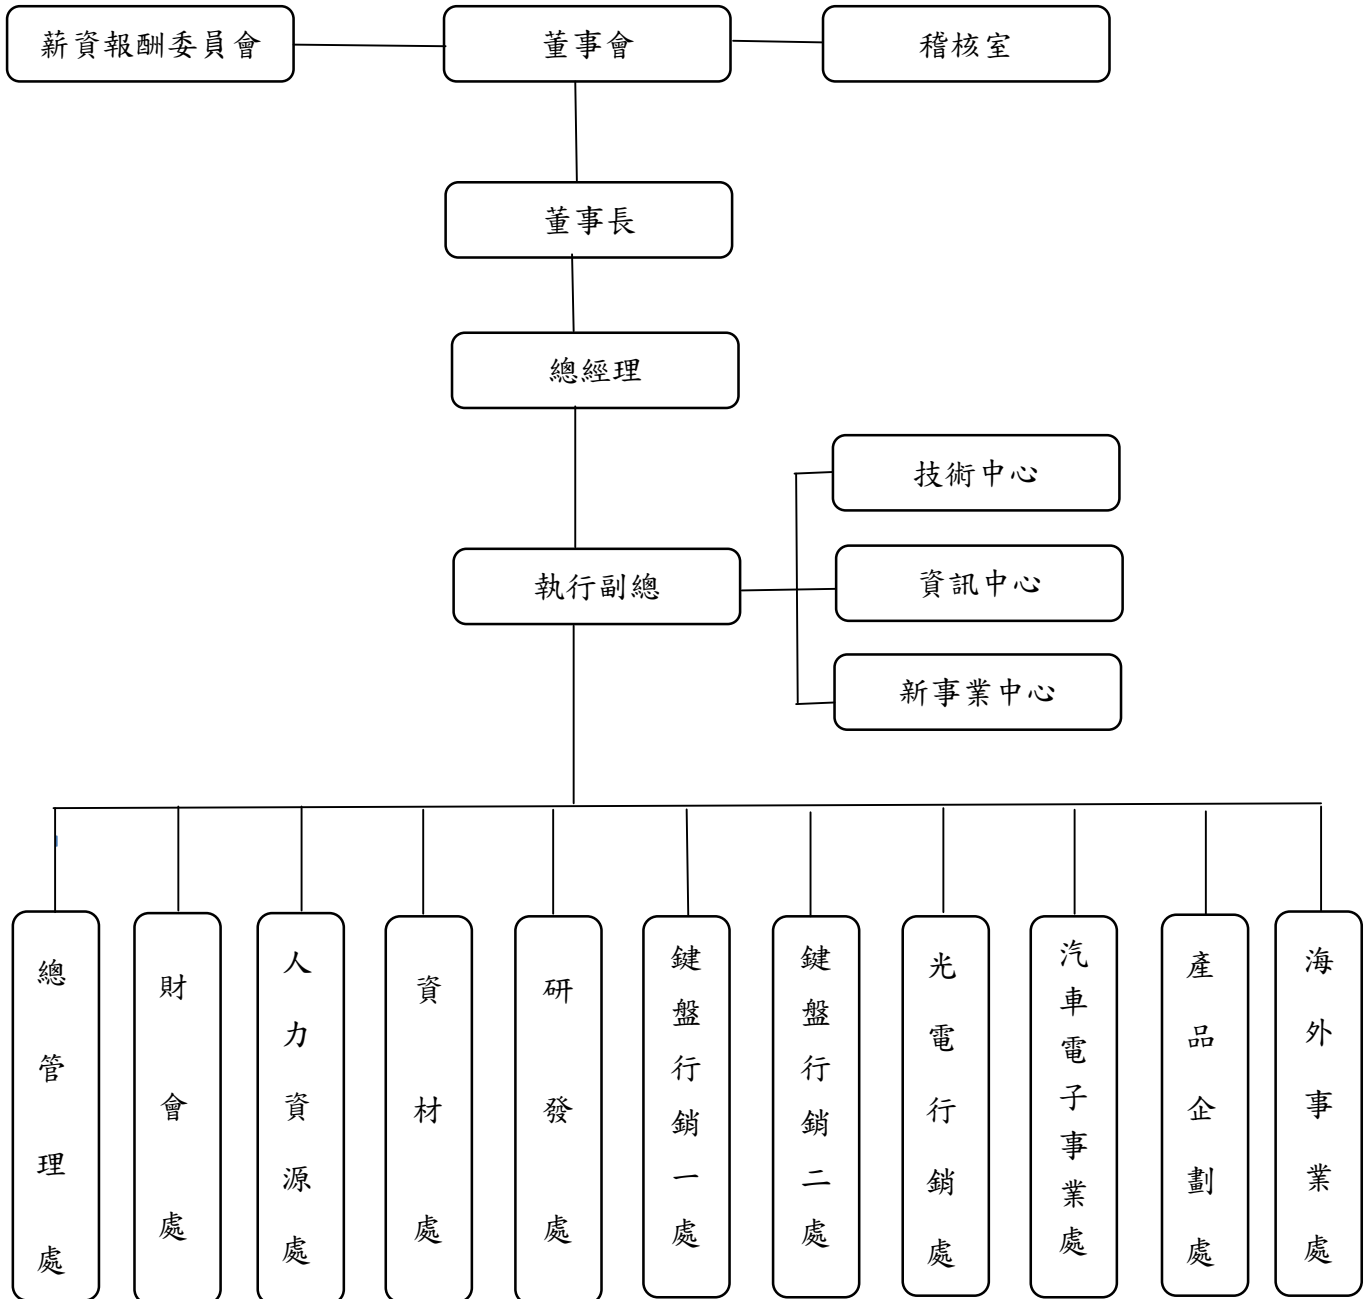 薪資報酬委員會
董事會
稽核室
董事長
總經理
技術中心
執行副總
資訊中心
新事業中心
總管理處
財會處
人力資源處
資材處
研發處
鍵盤行銷一處
鍵盤行銷二處
光電行銷處
汽車電子事業處
產品企劃處
海外事業處